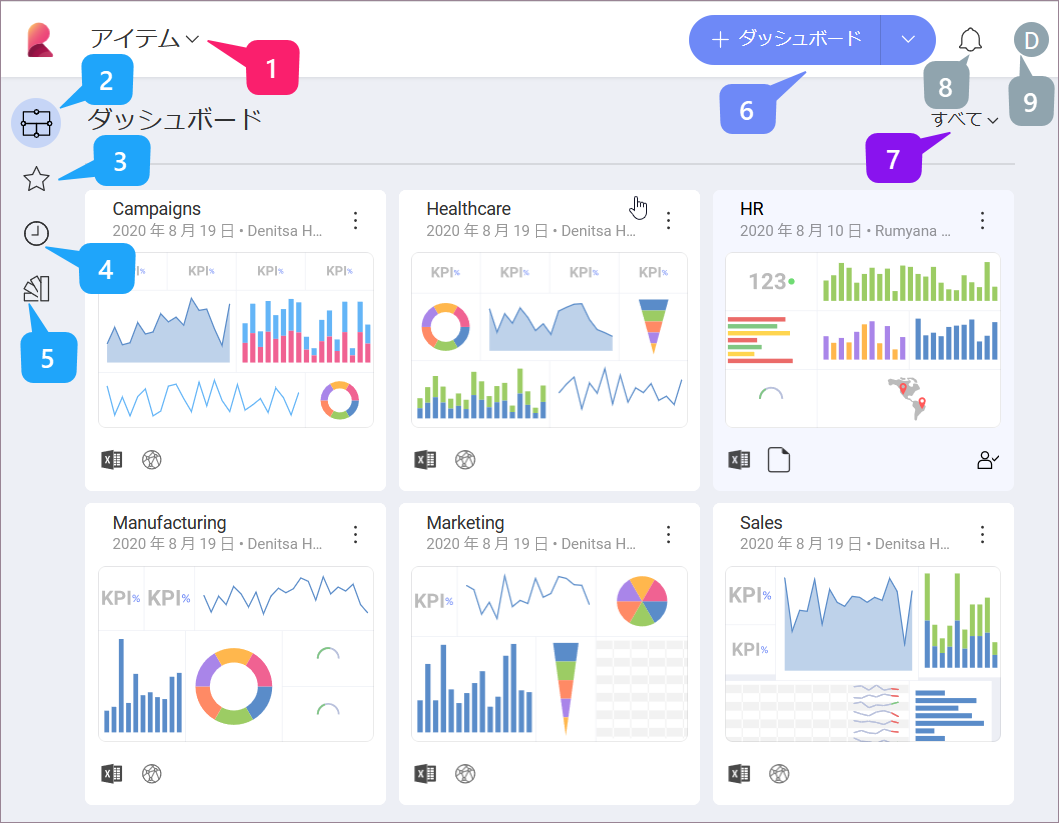 アイテム
1
+ ダッシュボード
6
8
D
9
2
ダッシュボード
すべて
7
3
4
5
Campaigns
2020 年 8 月 19 日 • Denitsa H...
KPI% KPI% KPI%
Healthcare
2020 年 8 月 19 日 • Denitsa H...
KPI% KPI% KPI% KPI%
HR
2020 年 8 月 10 日 • Rumyana ...
123
Manufacturing
2020 年 8 月 19 日 • Denitsa H...
KPI% KPI%
Marketing
2020 年 8 月 19 日 • Denitsa H...
KPI%
Sales
2020 年 8 月 19 日 • Denitsa H...
KPI%
KPI%